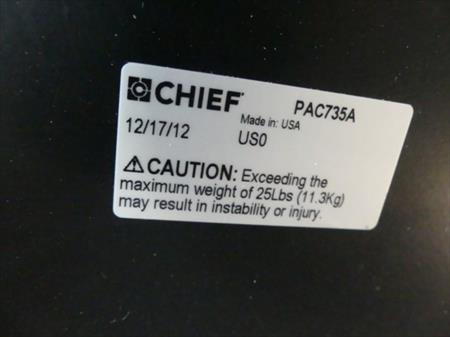 CHIEF PAC735A
Made in: USA
12/17/12 US0
⚠CAUTION: Exceeding the
maximum weight of 25Lbs (11.3Kg)
may result in instability or injury.